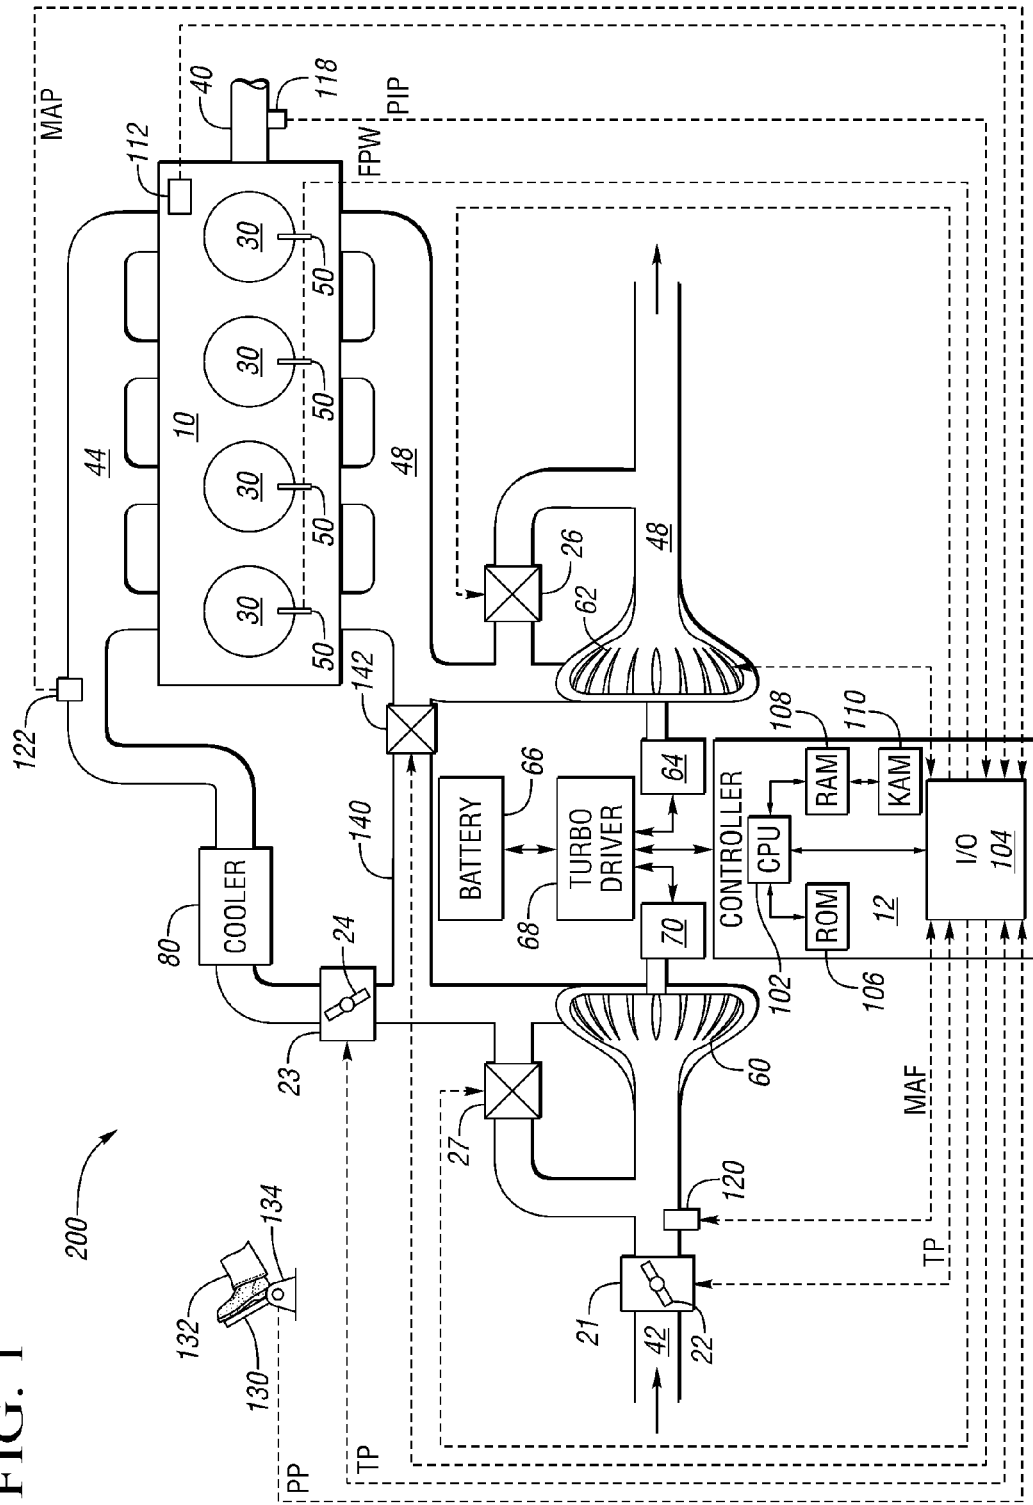 FIG. 1
MAP
40
118
PIP
112
FPW
44
10
30
30
30
30
50
50
50
50
48
122
142
26
62
48
80
COOLER
140
BATTERY
66
TURBO
DRIVER
68
64
70
CONTROLLER
CPU
RAM
108
KAM
110
ROM
106
102
12
I/O
104
24
23
27
60
MAF
120
TP
200
132
134
130
21
22
42
TP
PP